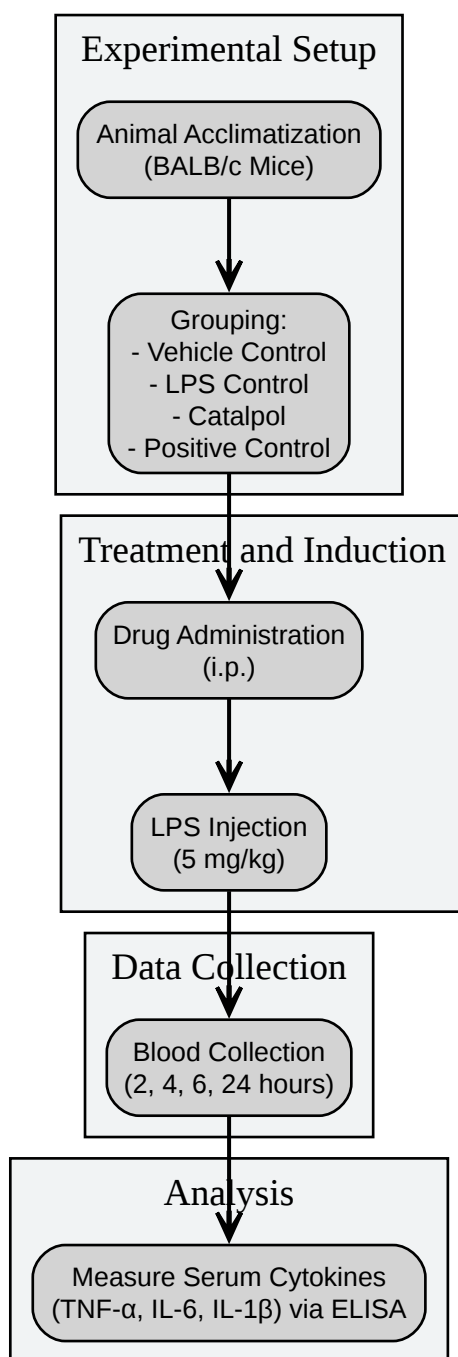 Experimental Setup
Animal Acclimatization
(BALB/c Mice)
Grouping:
- Vehicle Control
- LPS Control
- Catalpol
- Positive Control
Treatment and Induction
Drug Administration
(i.p.)
LPS Injection
(5 mg/kg)
Data Collection
Blood Collection
(2, 4, 6, 24 hours)
Analysis
Measure Serum Cytokines
(TNF-α, IL-6, IL-1β) via ELISA